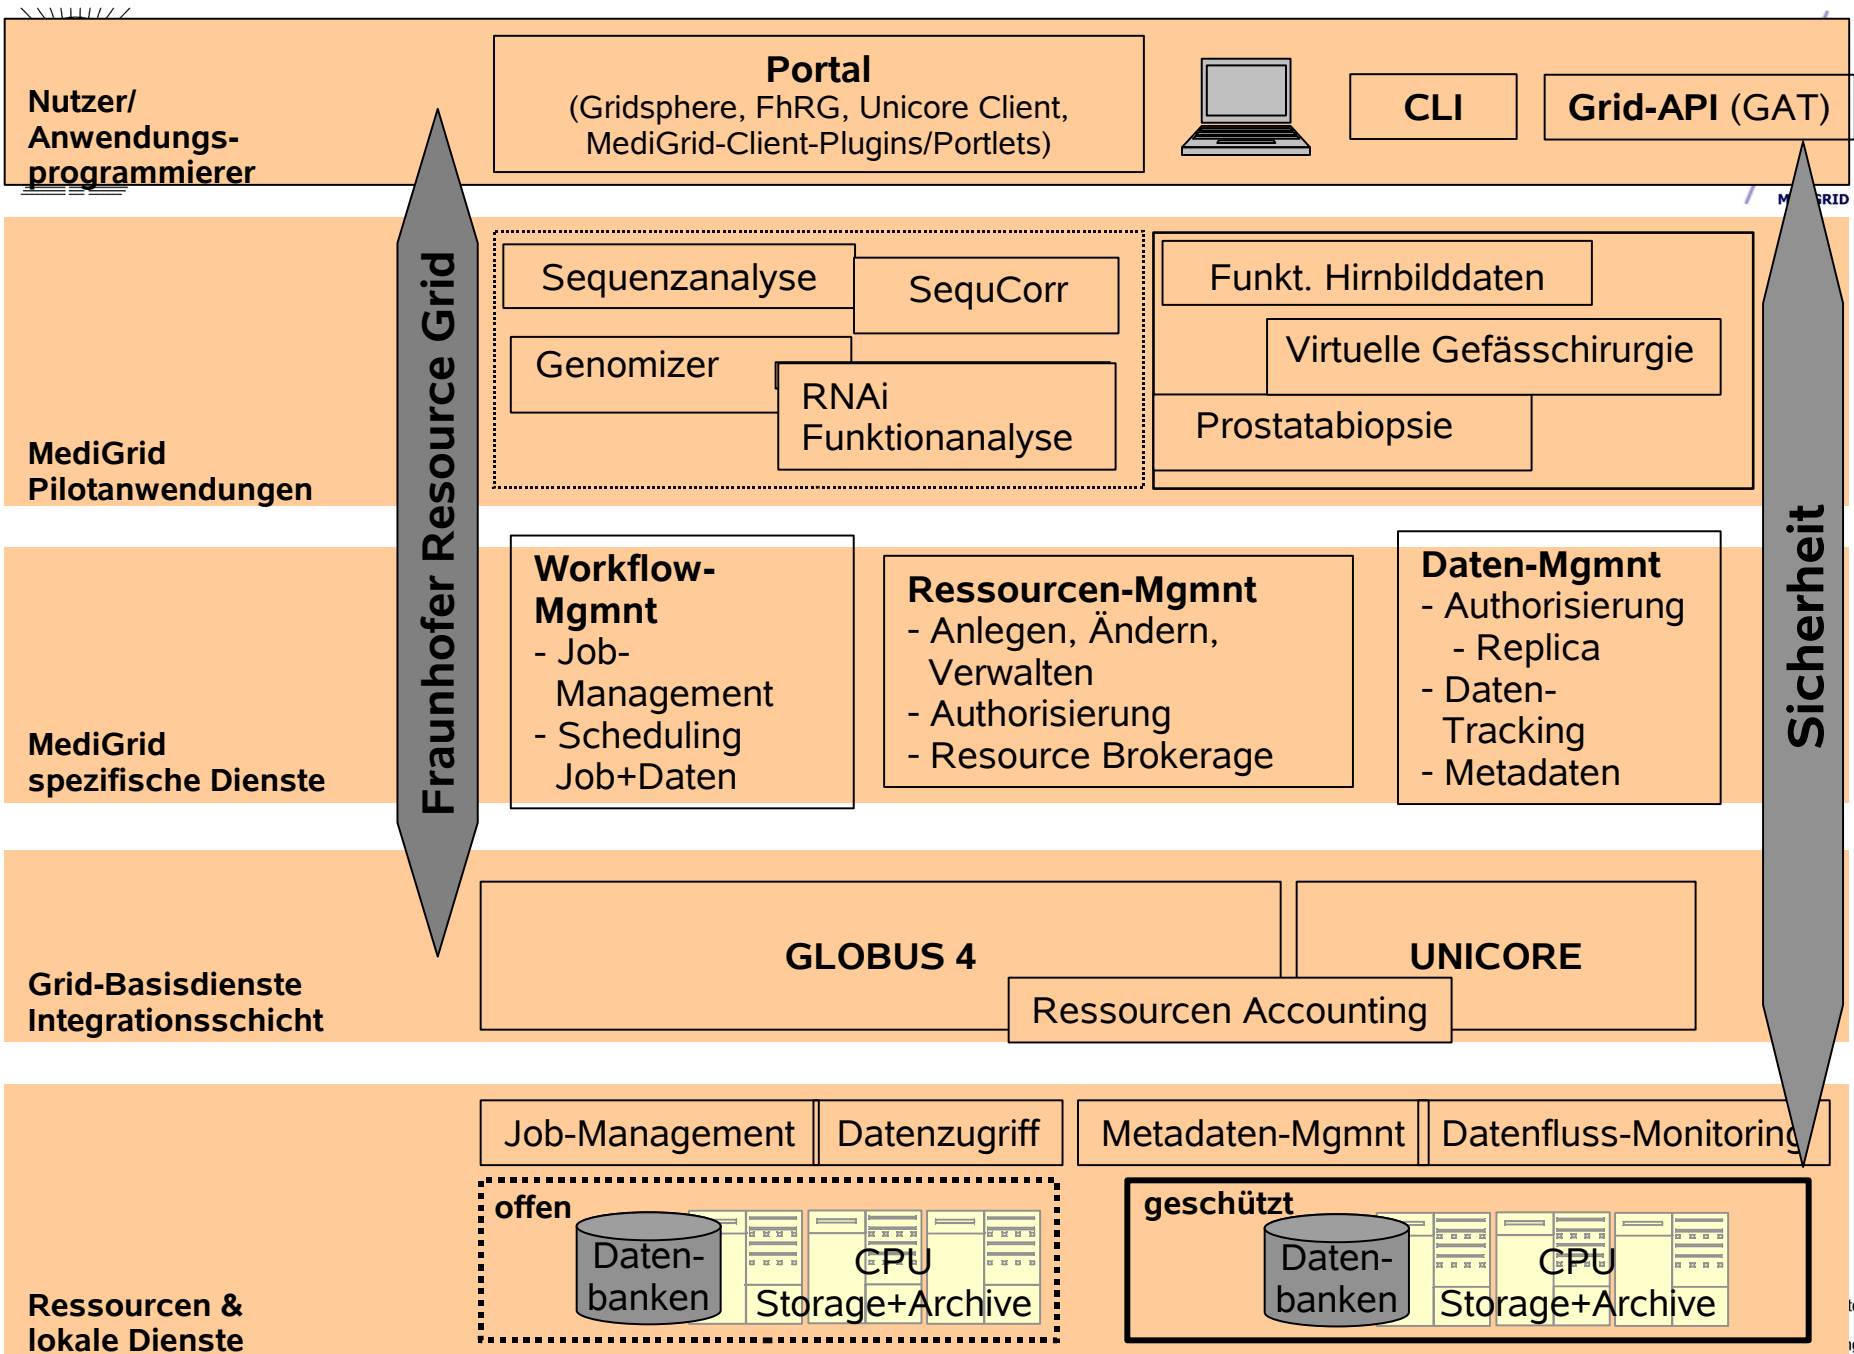 Nutzer/
Anwendungs-
programmierer
Portal
(Gridsphere, FhRG, Unicore Client,
MediGrid-Client-Plugins/Portlets)
CLI
Grid-API (GAT)
Fraunhofer Resource Grid
Sicherheit
MediGrid
Pilotanwendungen
Sequenzanalyse
SequCorr
Genomizer
RNAi
Funktionanalyse
Funkt. Hirnbilddaten
Virtuelle Gefässchirurgie
Prostatabiopsie
MediGrid
spezifische Dienste
Workflow-
Mgmnt
- Job-
Management
- Scheduling
Job+Daten
Ressourcen-Mgmnt
- Anlegen, Ändern,
Verwalten
- Authorisierung
- Resource Brokerage
Daten-Mgmnt
- Authorisierung
- Replica
- Daten-
Tracking
- Metadaten
Grid-Basisdienste
Integrationsschicht
GLOBUS 4
UNICORE
Ressourcen Accounting
Ressourcen &
lokale Dienste
Job-Management
Datenzugriff
Metadaten-Mgmnt
Datenfluss-Monitoring
offen
Daten-
banken
CPU
Storage+Archive
geschützt
Daten-
banken
CPU
Storage+Archive